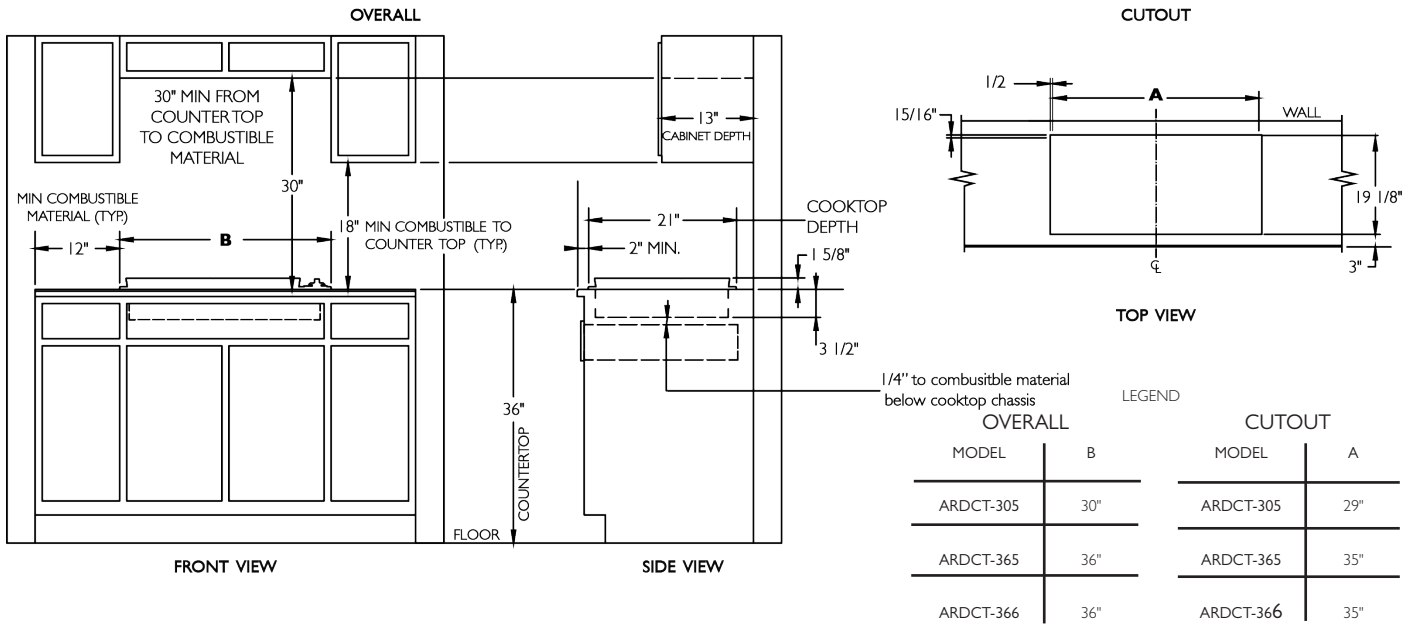 OVERALL
30" MIN FROM
COUNTER TOP
TO COMBUSTIBLE
MATERIAL
30"
MIN COMBUSTIBLE
MATERIAL (TYP.)
12"
B
18" MIN COMBUSTIBLE TO
COUNTER TOP (TYP.)
13"
CABINET DEPTH
21"
COOKTOP
DEPTH
2" MIN.
1 5/8"
3 1/2"
36"
COUNTERTOP
1/4" to combusitble material
below cooktop chassis
FLOOR
FRONT VIEW
SIDE VIEW
CUTOUT
1/2
A
15/16"
WALL
19 1/8"
3"
CL
TOP VIEW
LEGEND
OVERALL
MODEL B
ARDCT-305 30"
ARDCT-365 36"
ARDCT-366 36"
CUTOUT
MODEL A
ARDCT-305 29"
ARDCT-365 35"
ARDCT-366 35"